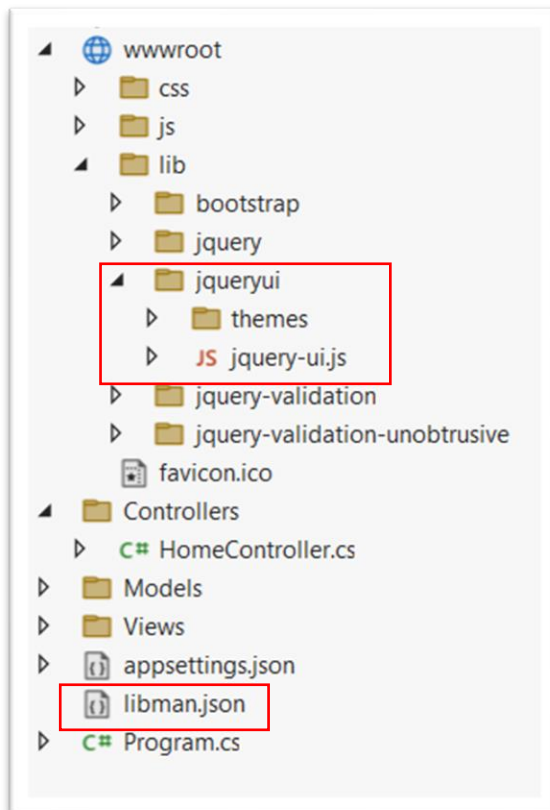 wwwroot
css
js
lib
bootstrap
jquery
jqueryui
themes
JS jquery-ui.js
jquery-validation
jquery-validation-unobtrusive
favicon.ico
Controllers
C# HomeController.cs
Models
Views
appsettings.json
libman.json
C# Program.cs